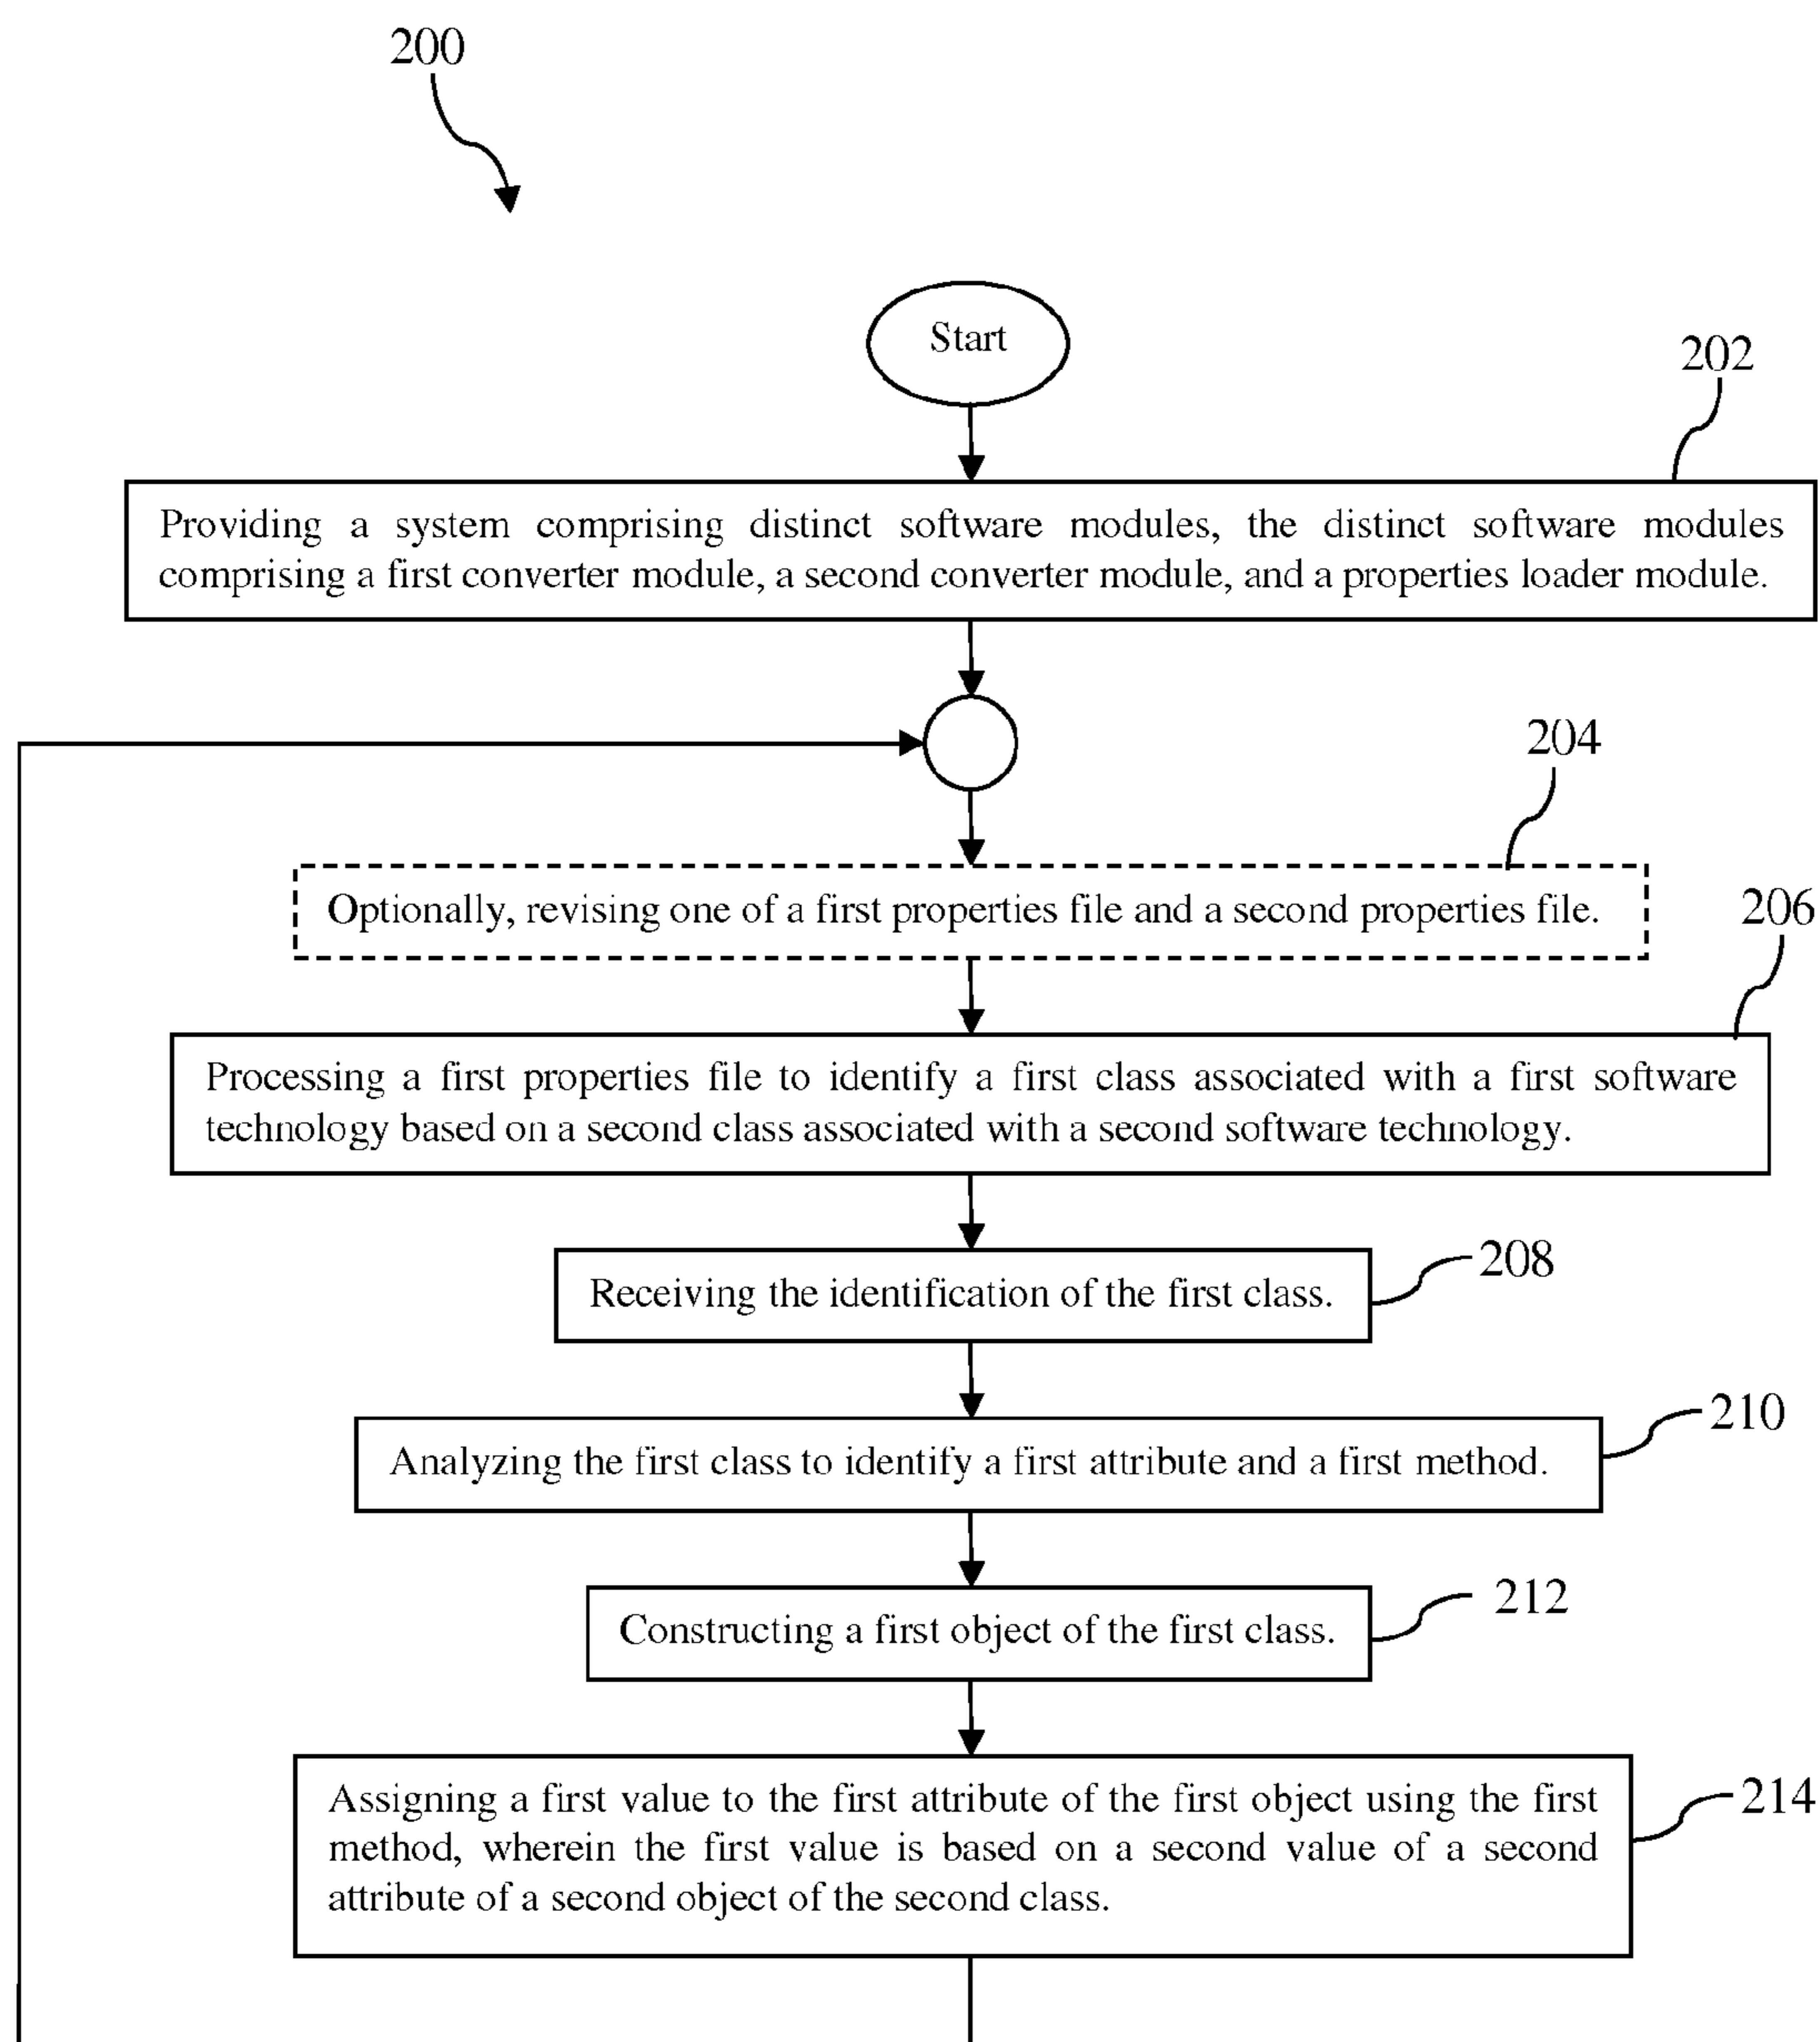 200
Start
202
Providing a system comprising distinct software modules, the distinct software modules
comprising a first converter module, a second converter module, and a properties loader module.
204
Optionally, revising one of a first properties file and a second properties file.
206
Processing a first properties file to identify a first class associated with a first software
technology based on a second class associated with a second software technology.
208
Receiving the identification of the first class.
210
Analyzing the first class to identify a first attribute and a first method.
212
Constructing a first object of the first class.
214
Assigning a first value to the first attribute of the first object using the first
method, wherein the first value is based on a second value of a second
attribute of a second object of the second class.